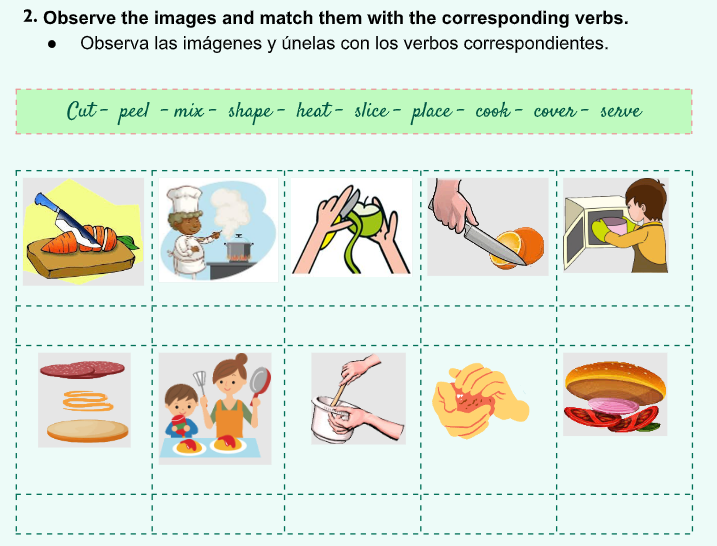 2. Observe the images and match them with the corresponding verbs.
● Observa las imágenes y únelas con los verbos correspondientes.
Cut - peel - mix - shape - heat - slice - place - cook - cover - serve